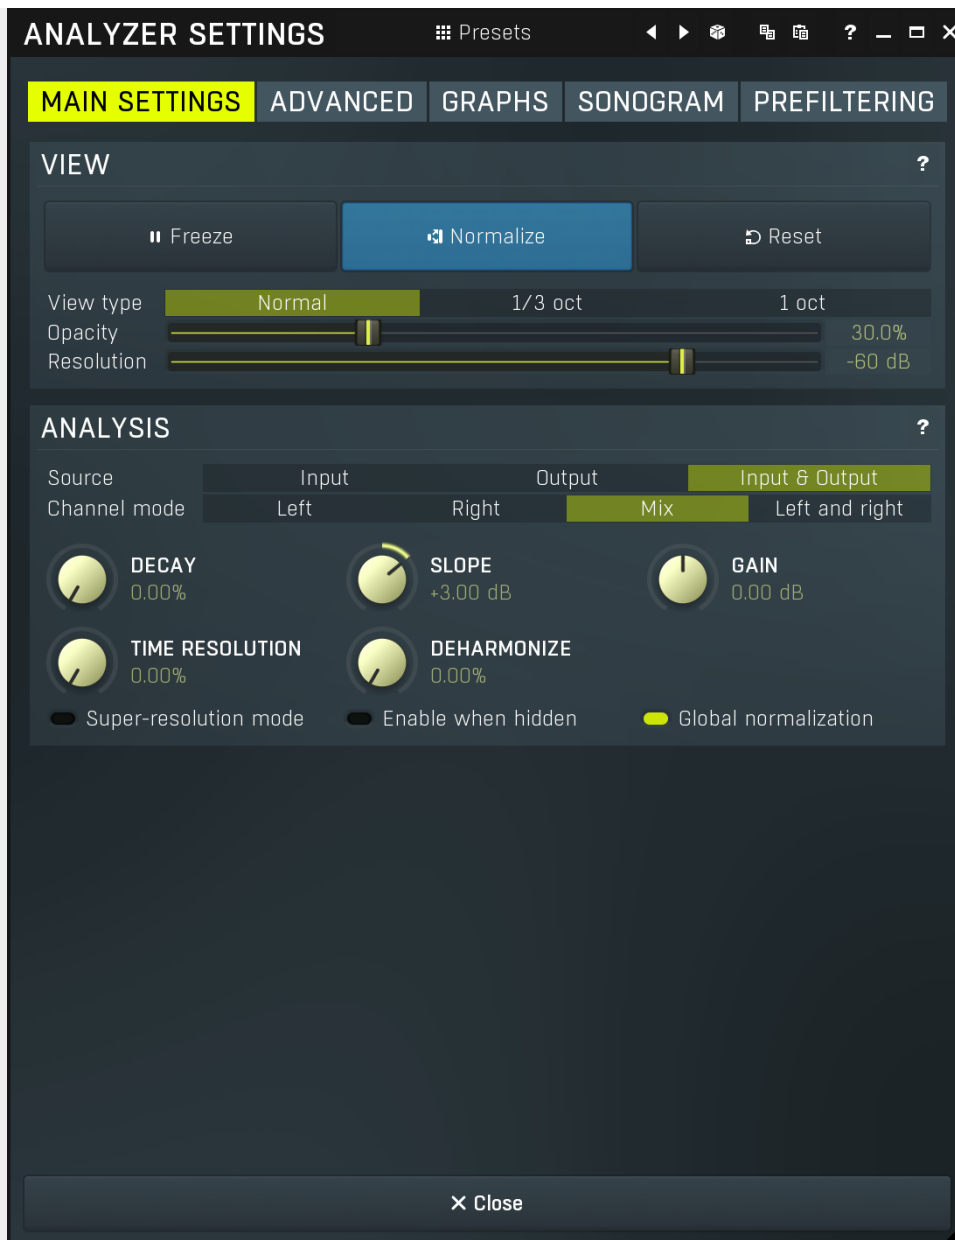 ANALYZER SETTINGS Presets ?
MAIN SETTINGS ADVANCED GRAPHS SONOGRAM PREFILTERING
VIEW ?
Freeze Normalize Reset
View type Normal 1/3 oct 1 oct
Opacity 30.0%
Resolution -60 dB
ANALYSIS ?
Source Input Output Input & Output
Channel mode Left Right Mix Left and right
DECAY SLOPE GAIN
0.00% +3.00 dB 0.00 dB
TIME RESOLUTION DEHARMONIZE
0.00% 0.00%
Super-resolution mode Enable when hidden Global normalization
Close